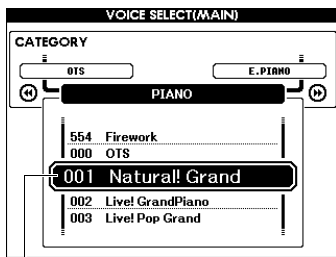 VOICE SELECT(MAIN)
CATEGORY
OTS E.PIANO
PIANO
554 Firework
000 OTS
001 Natural! Grand
002 Live! GrandPiano
003 Live! Pop Grand